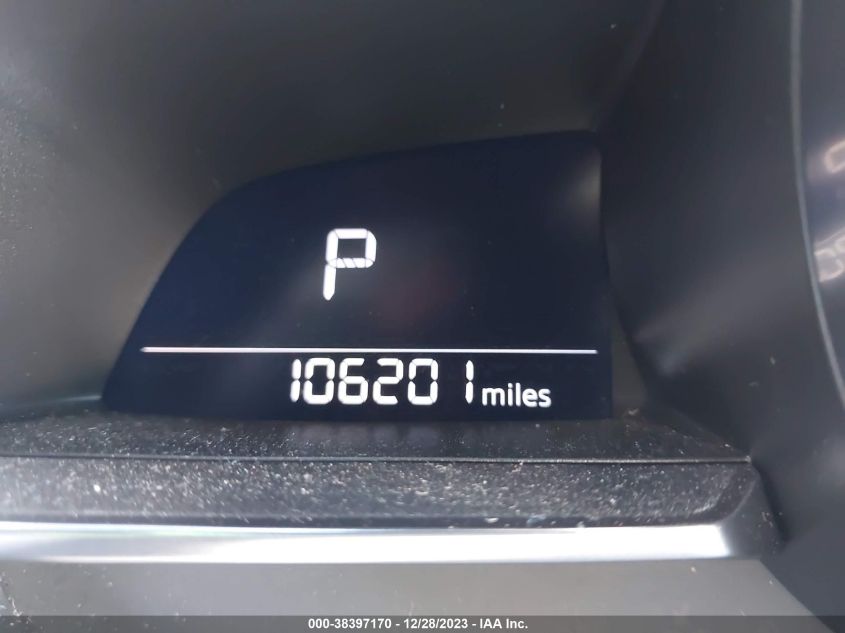 P
106201 miles
000-38397170 - 12/28/2023 - IAA Inc.